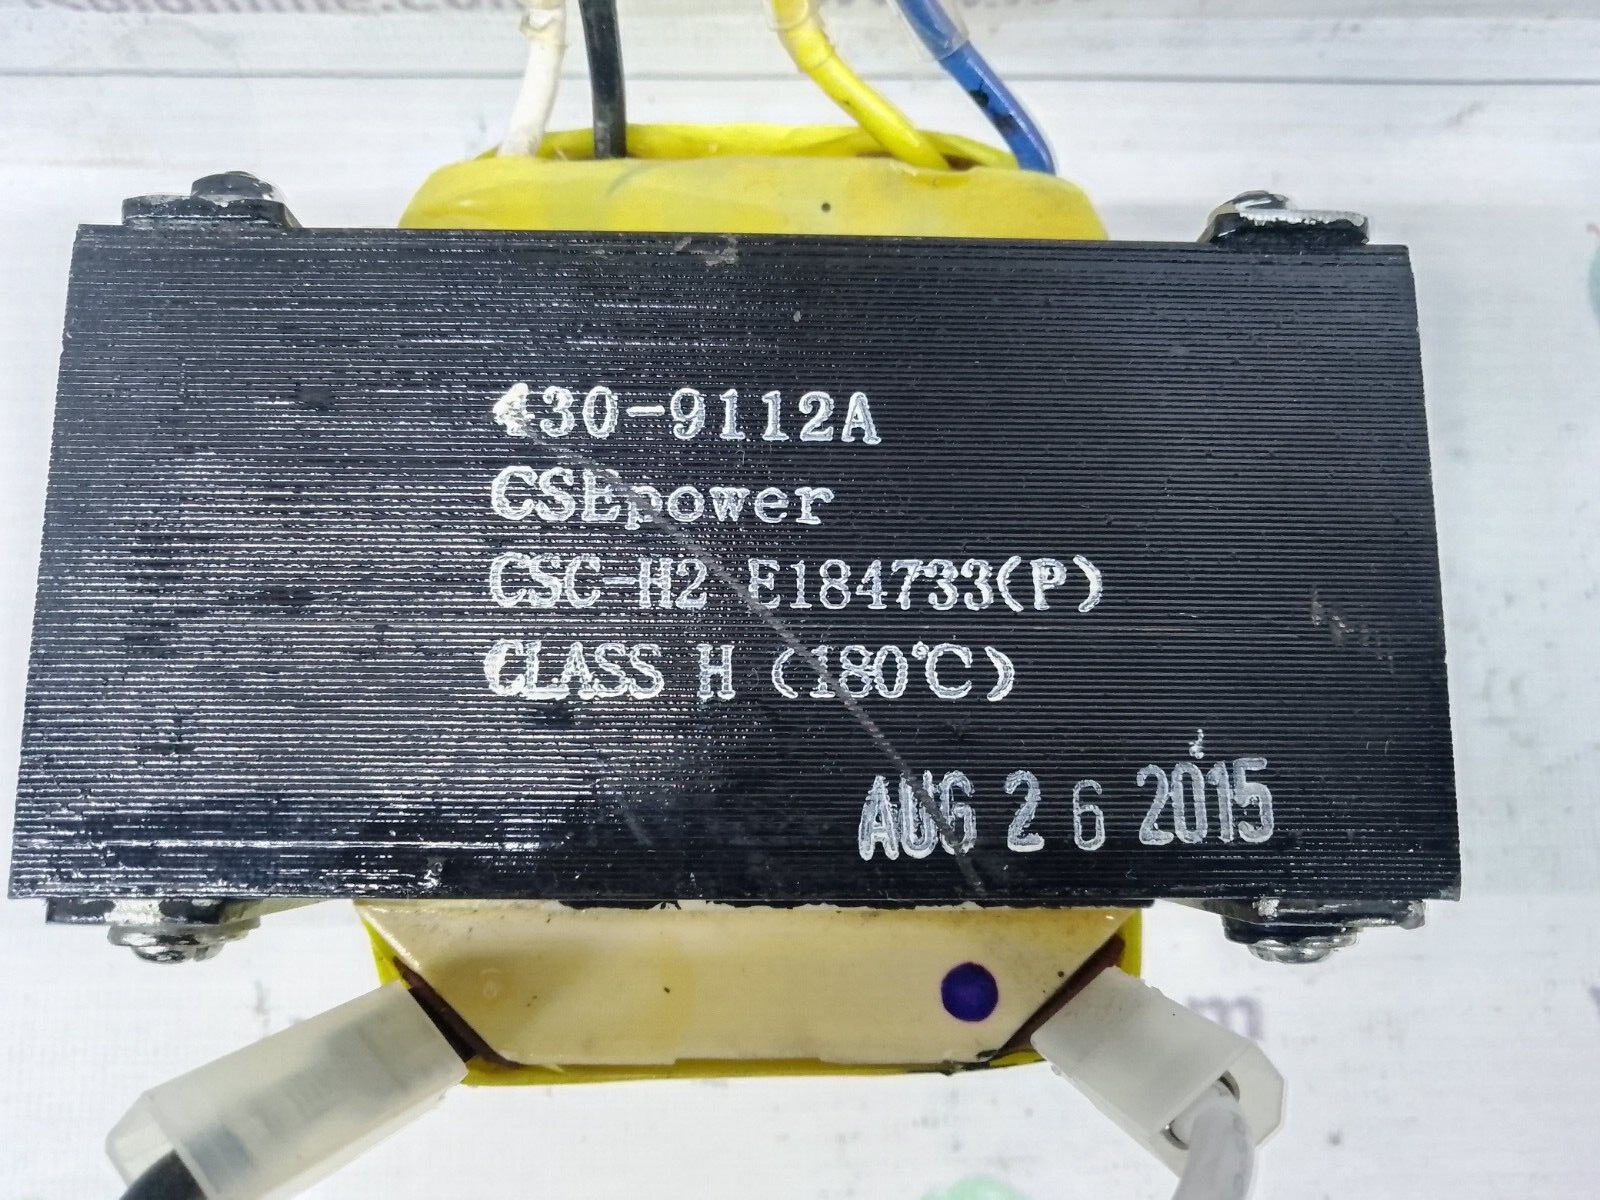 430-9112A
CSEpower
CSC-H2 E184733(P)
CLASS H (180℃)
AUG 2 6 2015